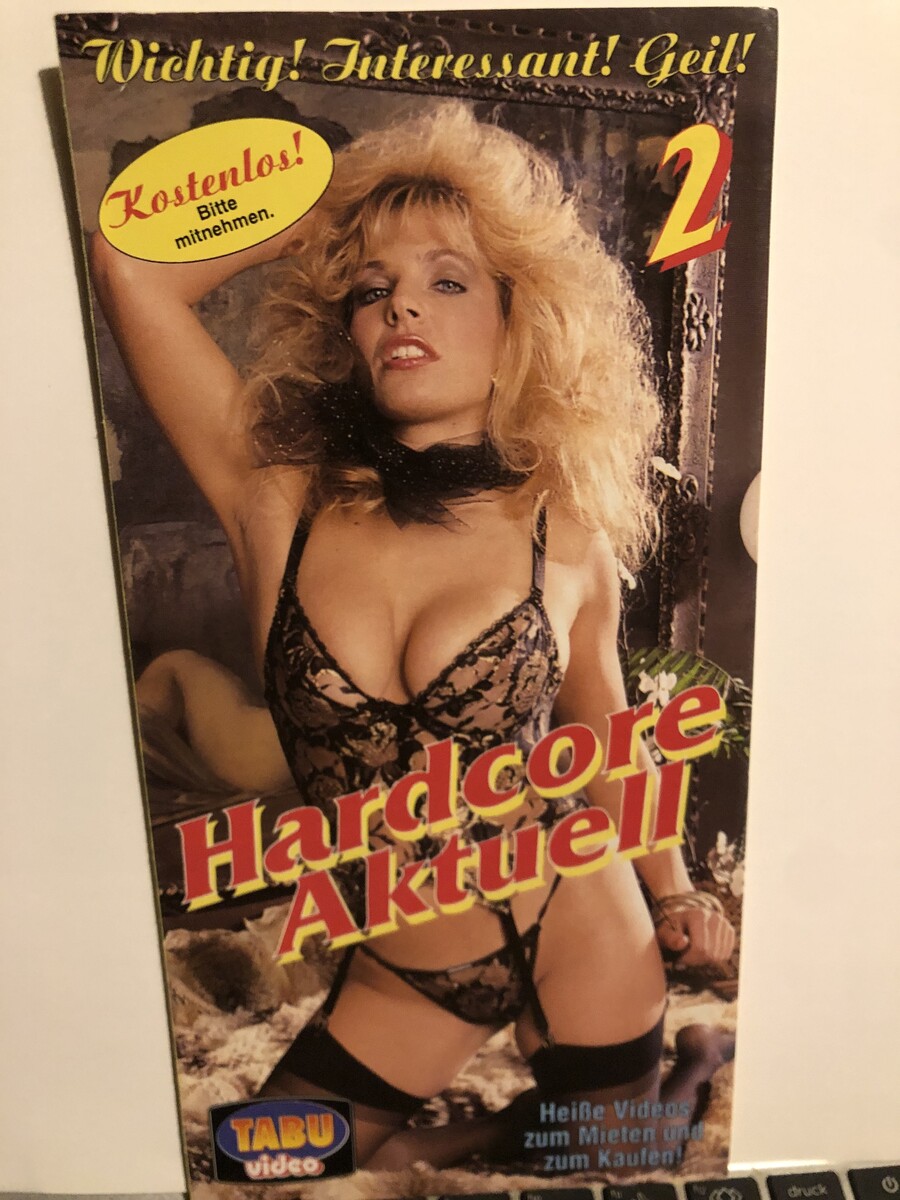 Wichtig! Interessant! Geil!
Kostenlos!
Bitte
mitnehmen.
2
Hardcore
Aktuell
TABU
video
Heiße Videos
zum Mieten und
zum Kaufen!
druck